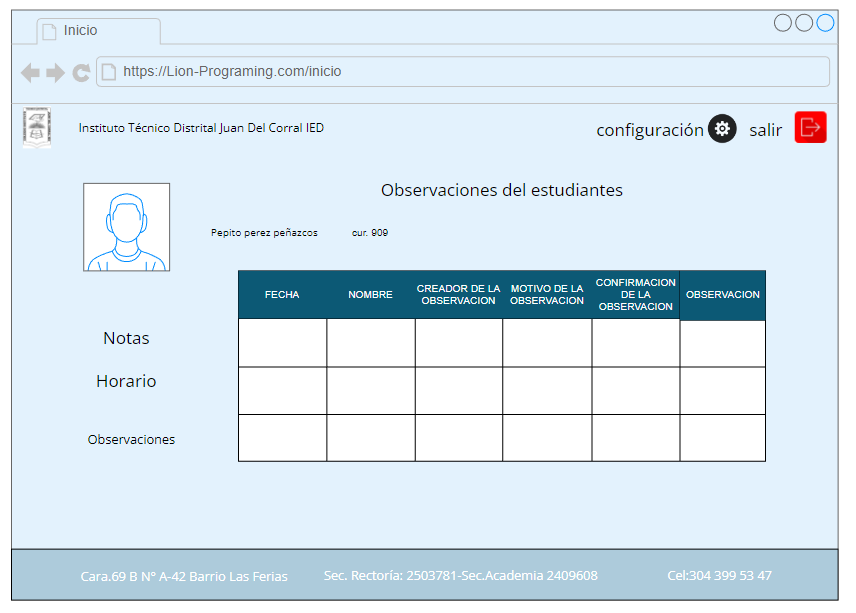 Inicio
https://Lion-Programing.com/inicio
Instituto Técnico Distrital Juan Del Corral IED
configuración
salir
Observaciones del estudiantes
Pepito perez peñazcos
cur. 909
FECHA
NOMBRE
CREADOR DE LA
OBSERVACION
MOTIVO DE LA
OBSERVACION
CONFIRMACION
DE LA
OBSERVACION
OBSERVACION
Notas
Horario
Observaciones
Cara.69 B Nº A-42 Barrio Las Ferias
Sec. Rectoría: 2503781-Sec.Academia 2409608
Cel:304 399 53 47